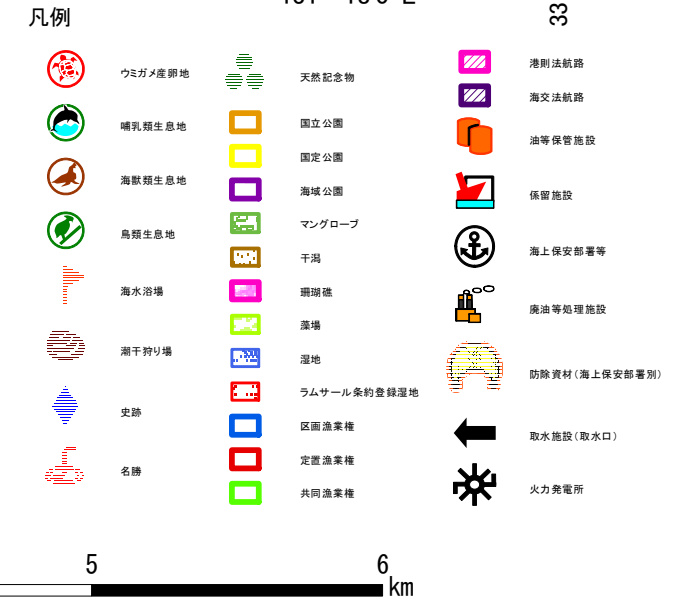 凡例
33
ウミガメ産卵地
哺乳類生息地
海獣類生息地
鳥類生息地
海水浴場
潮干狩り場
史跡
名勝
天然記念物
国立公園
国定公園
海域公園
マングローブ
干潟
珊瑚礁
藻場
湿地
ラムサール条約登録湿地
区画漁業権
定置漁業権
共同漁業権
港則法航路
海交法航路
油等保管施設
係留施設
海上保安部署等
廃油等処理施設
防除資材(海上保安部署別)
取水施設(取水口)
火力発電所
5 6
km